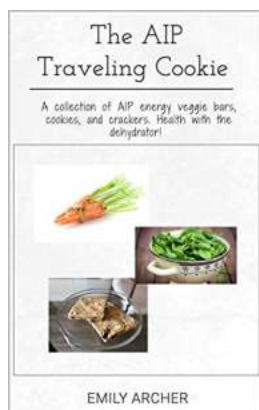 The AIP
Traveling Cookie
A collection of AIP energy veggie bars,
cookies, and crackers. Health with the
dehydrator!
EMILY ARCHER